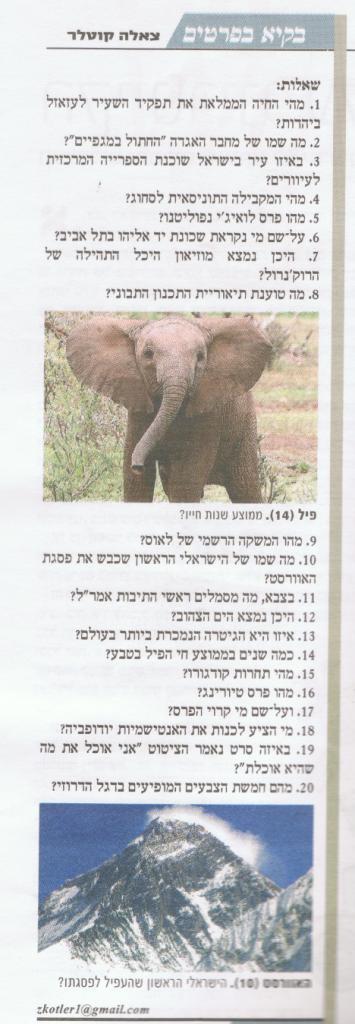 בקיא בפרטים
צאלה קוטלר
שאלות:
1. מהי החיה הממלאת את תפקיד השעיר לעזאזל
ביהדות?
2. מה שמו של מחבר האגדה "החתול במגפיים"?
3. באיזו עיר בישראל שוכנת הספרייה המרכזית
לעיוורים?
4. מהי המקבילה התוניסאית לסחוג?
5. מהו פרס לואיג'י נפוליטנו?
6. על־שם מי נקראת שכונת יד אליהו בתל אביב?
7. היכן נמצא מוזיאון היכל התהילה של
הרוק'נרול?
8. מה טוענת תיאוריית התכנון התבוני?
פיל (14). ממוצע שנות חייו?
9. מהו המשקה הרשמי של לאוס?
10. מה שמו של הישראלי הראשון שכבש את פסגת
האוורסט?
11. בצבא, מה מסמלים ראשי התיבות אמר"ל?
12. היכן נמצא הים הצהוב?
13. איזו היא הגיטרה הנמכרת ביותר בעולם?
14. כמה שנים בממוצע חי הפיל בטבע?
15. מהי תחרות קודגורו?
16. מהו פרס טיורינג?
17. ועל־שם מי קרוי הפרס?
18. מי הציע לכנות את האנטישמיות יודופוביה?
19. באיזה סרט נאמר הציטוט "אני אוכל את מה
שהיא אוכלת"?
20. מהם חמשת הצבעים המופיעים בדגל הדרוזי?
האוורסט (10). הישראלי הראשון שהעפיל לפסגתו?
zkotler1@gmail.com